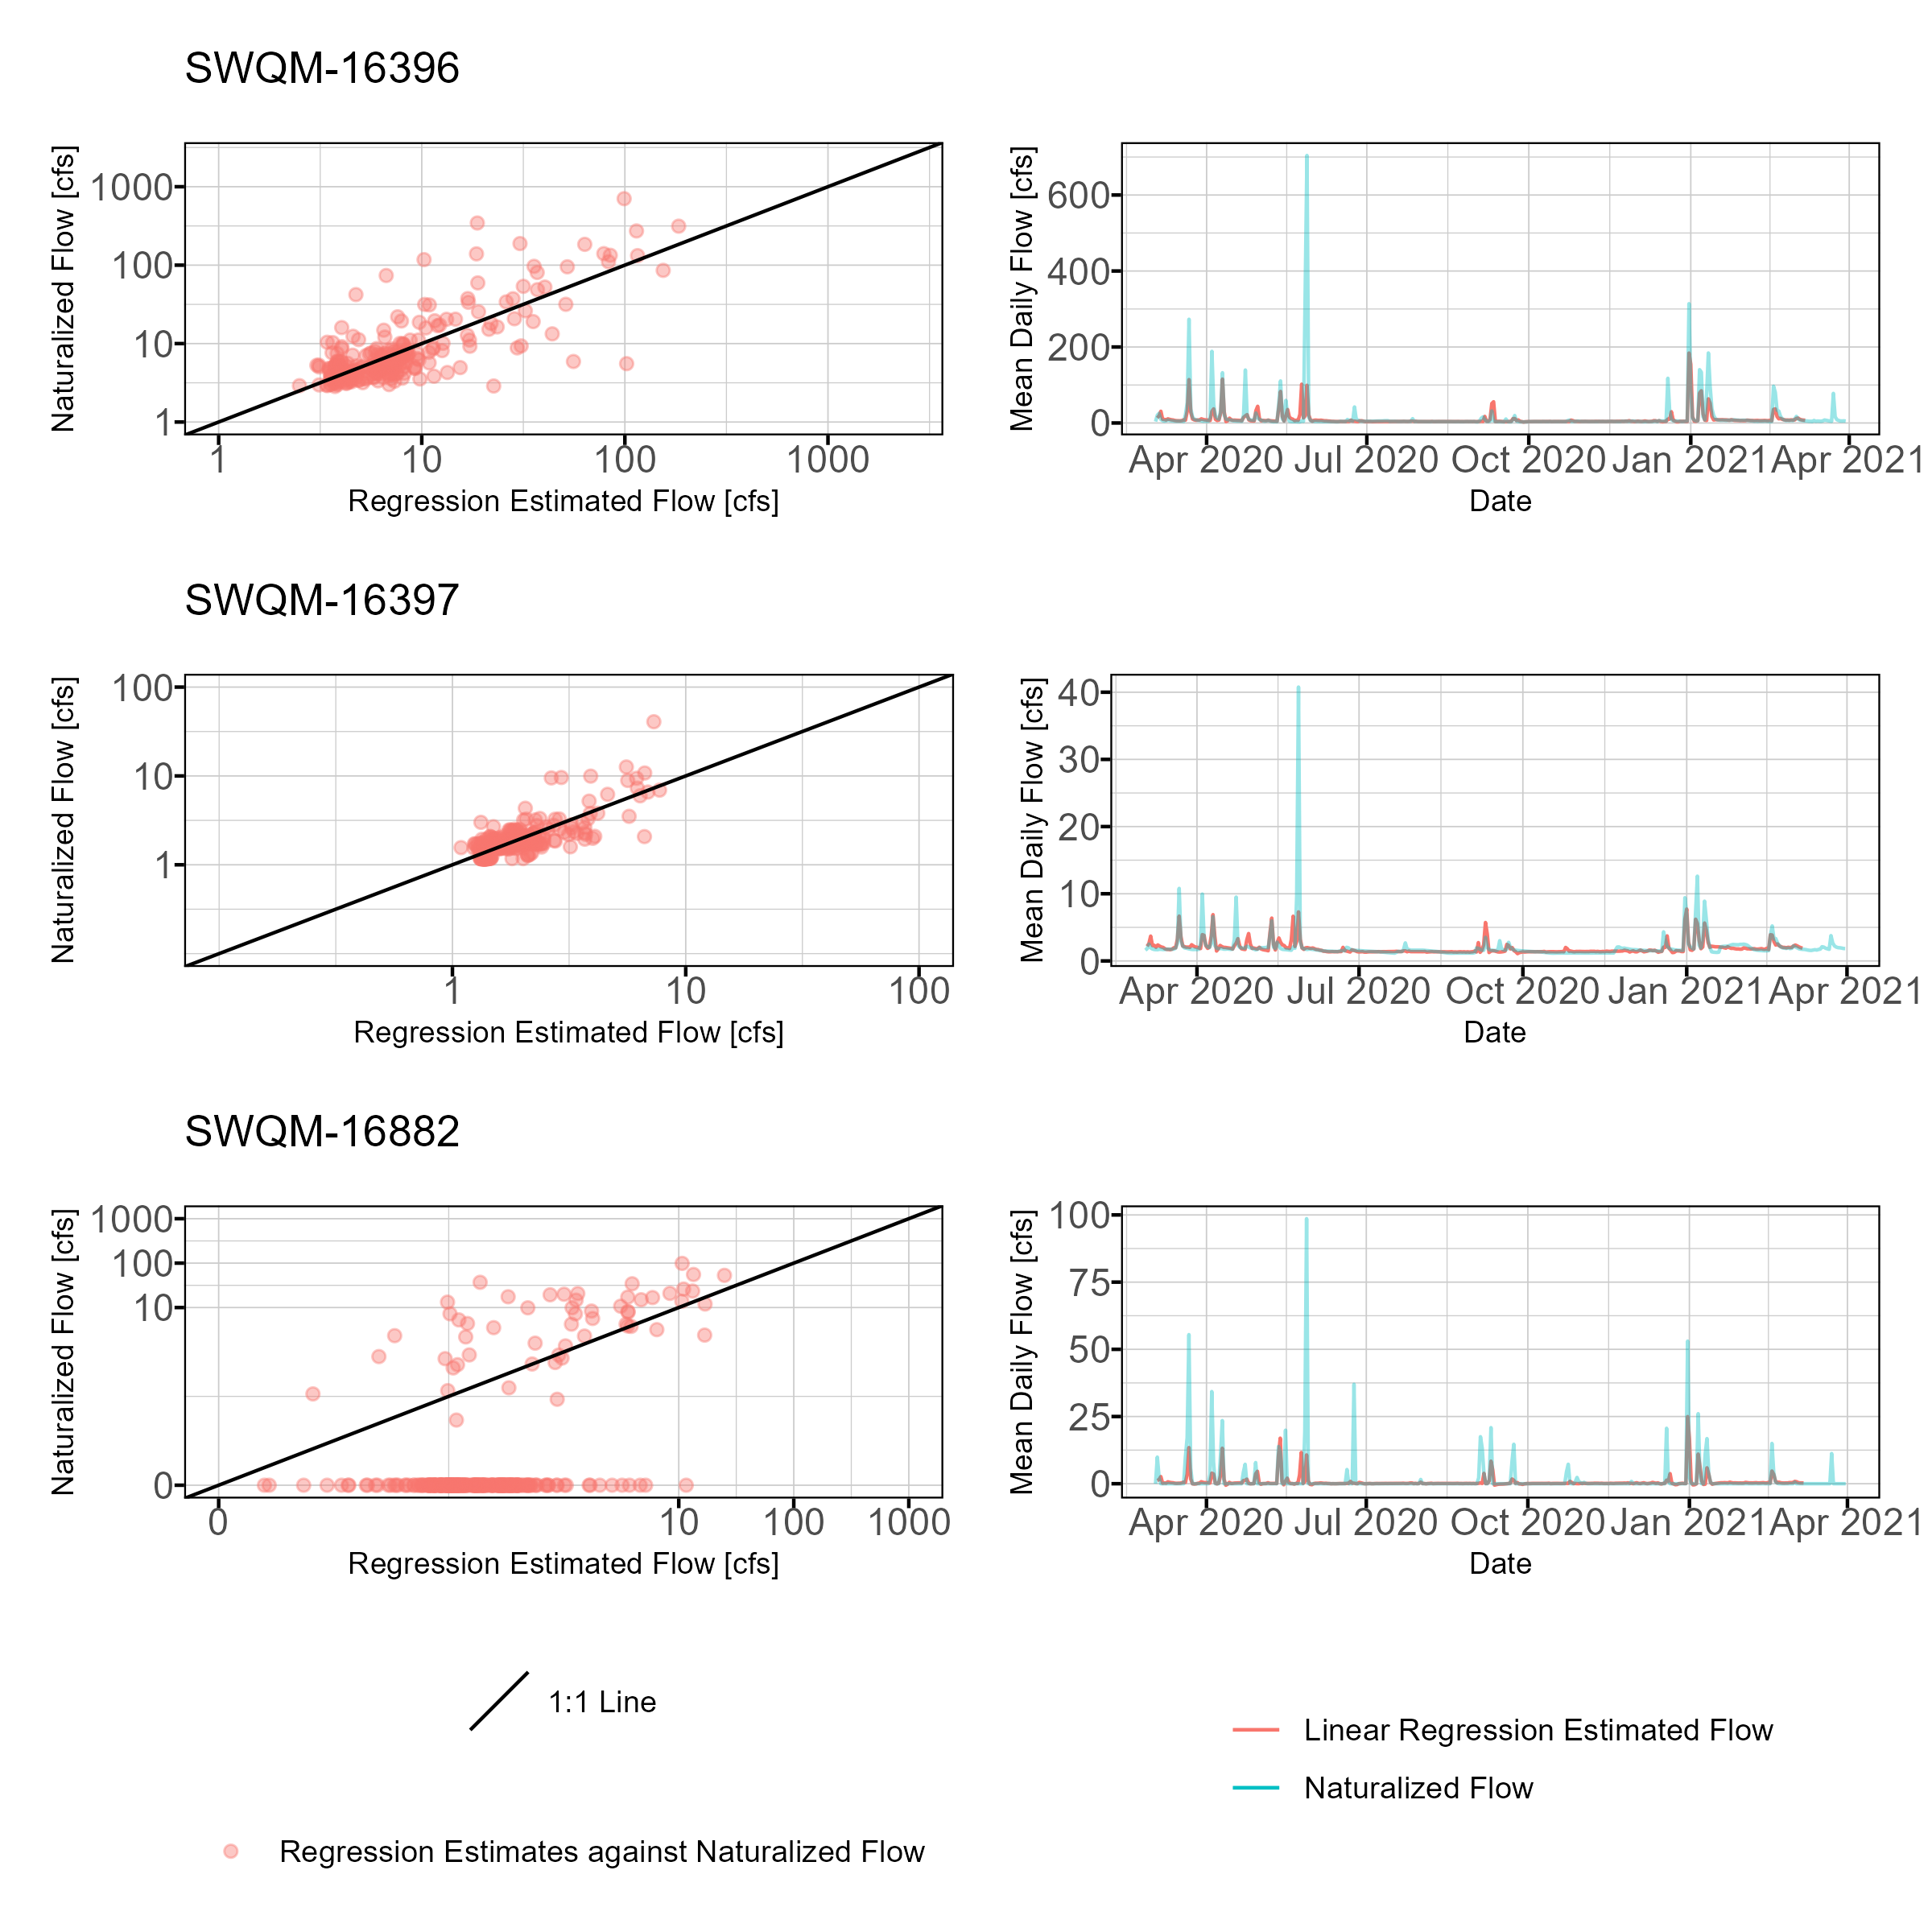 SWQM-16396
Naturalized Flow [cfs]
1000
100
10
1
1 10 100 1000
Regression Estimated Flow [cfs]
Mean Daily Flow [cfs]
600
400
200
0
Apr 2020 Jul 2020 Oct 2020 Jan 2021 Apr 2021
Date
SWQM-16397
Naturalized Flow [cfs]
100
10
1
1 10 100
Regression Estimated Flow [cfs]
Mean Daily Flow [cfs]
40
30
20
10
0
Apr 2020 Jul 2020 Oct 2020 Jan 2021 Apr 2021
Date
SWQM-16882
Naturalized Flow [cfs]
1000
100
10
0
0 10 100 1000
Regression Estimated Flow [cfs]
Mean Daily Flow [cfs]
100
75
50
25
0
Apr 2020 Jul 2020 Oct 2020 Jan 2021 Apr 2021
Date
1:1 Line
Regression Estimates against Naturalized Flow
Linear Regression Estimated Flow
Naturalized Flow